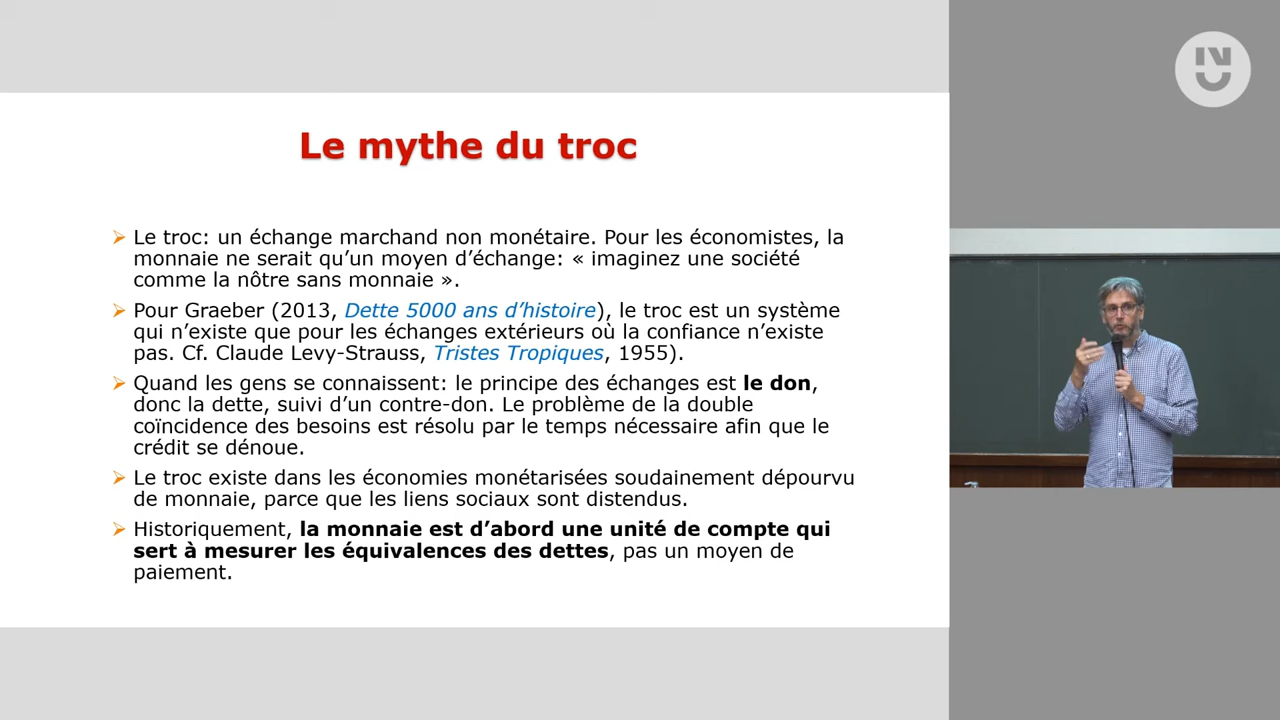 Le mythe du troc
➢ Le troc: un échange marchand non monétaire. Pour les économistes, la
monnaie ne serait qu’un moyen d’échange: « imaginez une société
comme la nôtre sans monnaie ».
➢ Pour Graeber (2013, Dette 5000 ans d’histoire), le troc est un système
qui n’existe que pour les échanges extérieurs où la confiance n’existe
pas. Cf. Claude Levy-Strauss, Tristes Tropiques, 1955).
➢ Quand les gens se connaissent: le principe des échanges est le don,
donc la dette, suivi d’un contre-don. Le problème de la double
coïncidence des besoins est résolu par le temps nécessaire afin que le
crédit se dénoue.
➢ Le troc existe dans les économies monétarisées soudainement dépourvu
de monnaie, parce que les liens sociaux sont distendus.
➢ Historiquement, la monnaie est d’abord une unité de compte qui
sert à mesurer les équivalences des dettes, pas un moyen de
paiement.